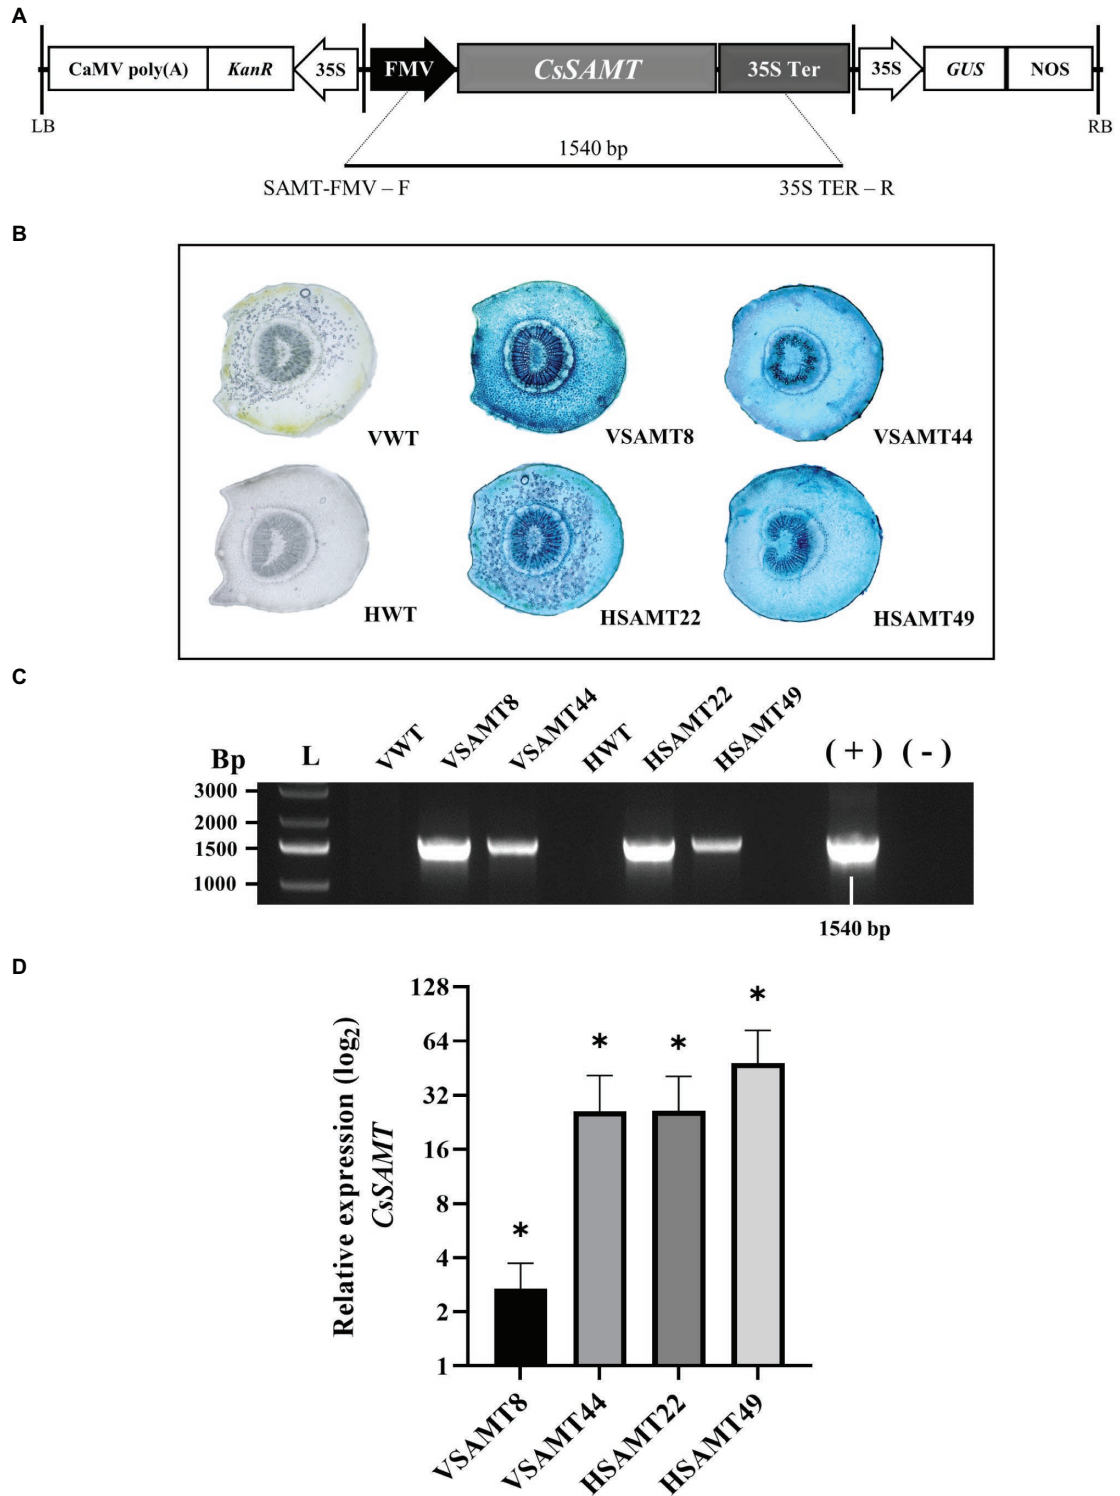 A
CaMV poly(A) KanR 35S FMV CsSAMT 35S Ter 35S GUS NOS
LB RB
1540 bp
SAMT-FMV – F 35S TER – R
B
VWT VSAMT8 VSAMT44
HWT HSAMT22 HSAMT49
C
Bp L VWT VSAMT8 VSAMT44 HWT HSAMT22 HSAMT49 ( + ) ( - )
3000
2000
1500
1000
1540 bp
D
Relative expression (log2)
CsSAMT
128
64
32
16
8
4
2
1
* * * *
VSAMT8 VSAMT44 HSAMT22 HSAMT49